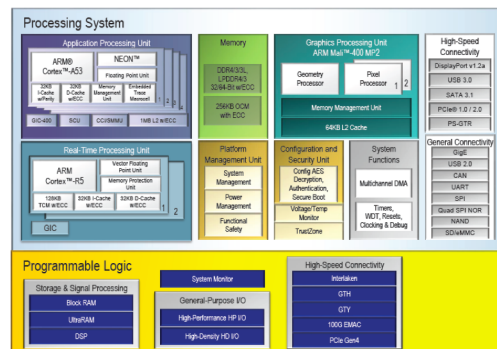 Processing System
Application Processing Unit
ARM®
Cortex™-A53
NEON™
Floating Point Unit
32KB
I-Cache
w/Parity
32KB
D-Cache
w/ECC
Memory
Management
Unit
Embedded
Trace
Macrocell
1
2
3
4
GIC-400
SCU
CCI/SMMU
1MB L2 w/ECC
Memory
DDR4/3/3L,
LPDDR4/3
32/64-Bit w/ECC
256KB OCM
with ECC
Graphics Processing Unit
ARM Mali™-400 MP2
Geometry
Processor
Pixel
Processor
1
2
Memory Management Unit
64KB L2 Cache
High-Speed
Connectivity
DisplayPort v1.2a
USB 3.0
SATA 3.1
PCIe® 1.0 / 2.0
PS-GTR
Real-Time Processing Unit
ARM
Cortex™-R5
Vector Floating
Point Unit
Memory Protection
Unit
128KB
TCM w/ECC
32KB I-Cache
w/ECC
32KB D-Cache
w/ECC
1
2
GIC
Platform
Management Unit
System
Management
Power
Management
Functional
Safety
Configuration and
Security Unit
Config AES
Decryption,
Authentication,
Secure Boot
Voltage/Temp
Monitor
TrustZone
System
Functions
Multichannel DMA
Timers,
WDT, Resets,
Clocking & Debug
General Connectivity
GigE
USB 2.0
CAN
UART
SPI
Quad SPI NOR
NAND
SD/eMMC
Programmable Logic
Storage & Signal Processing
Block RAM
UltraRAM
DSP
System Monitor
General-Purpose I/O
High-Performance HP I/O
High-Density HD I/O
High-Speed Connectivity
Interlaken
GTH
GTY
100G EMAC
PCIe Gen4